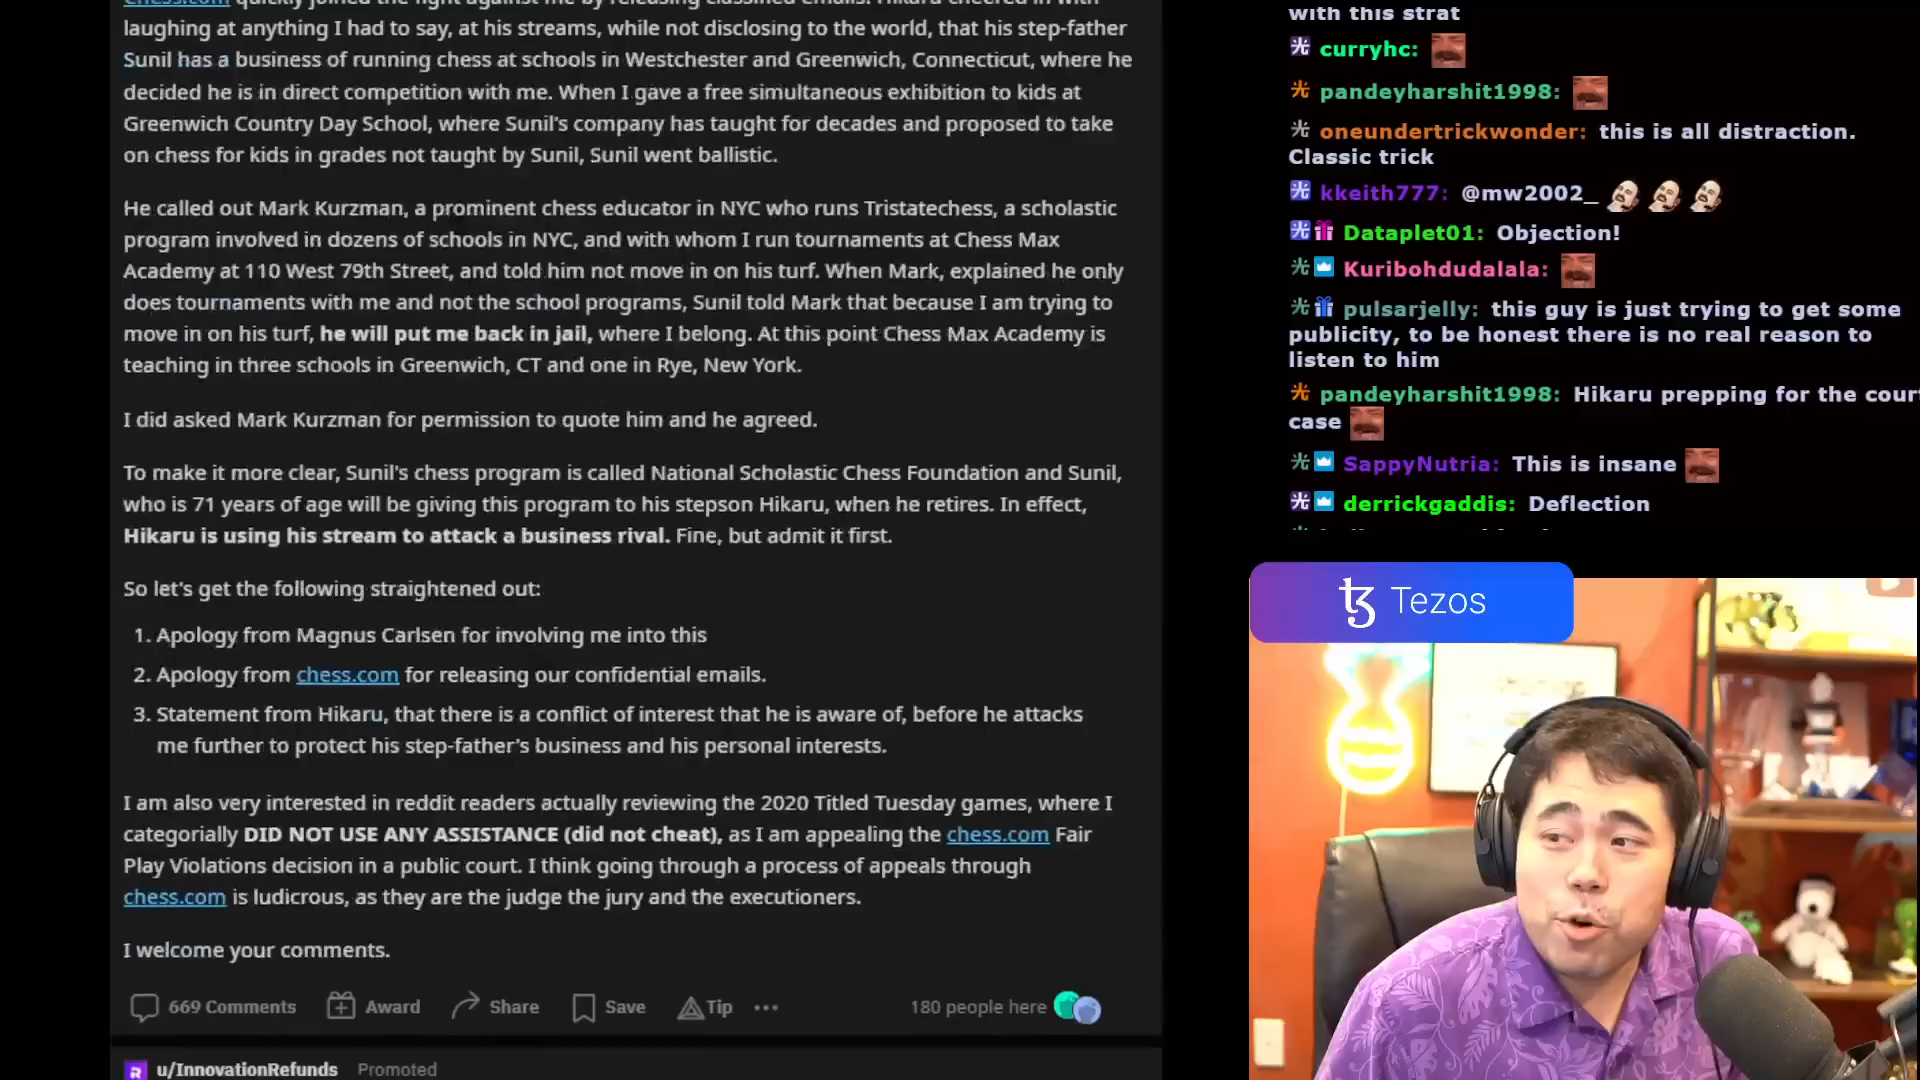 Chess.com quickly joined the fight against me by releasing classified emails. Hikaru cheered in with
laughing at anything I had to say, at his streams, while not disclosing to the world, that his step-father
Sunil has a business of running chess at schools in Westchester and Greenwich, Connecticut, where he
decided he is in direct competition with me. When I gave a free simultaneous exhibition to kids at
Greenwich Country Day School, where Sunil's company has taught for decades and proposed to take
on chess for kids in grades not taught by Sunil, Sunil went ballistic.
He called out Mark Kurzman, a prominent chess educator in NYC who runs Tristatechess, a scholastic
program involved in dozens of schools in NYC, and with whom I run tournaments at Chess Max
Academy at 110 West 79th Street, and told him not move in on his turf. When Mark, explained he only
does tournaments with me and not the school programs, Sunil told Mark that because I am trying to
move in on his turf, he will put me back in jail, where I belong. At this point Chess Max Academy is
teaching in three schools in Greenwich, CT and one in Rye, New York.
I did asked Mark Kurzman for permission to quote him and he agreed.
To make it more clear, Sunil's chess program is called National Scholastic Chess Foundation and Sunil,
who is 71 years of age will be giving this program to his stepson Hikaru, when he retires. In effect,
Hikaru is using his stream to attack a business rival. Fine, but admit it first.
So let's get the following straightened out:
1. Apology from Magnus Carlsen for involving me into this
2. Apology from chess.com for releasing our confidential emails.
3. Statement from Hikaru, that there is a conflict of interest that he is aware of, before he attacks
me further to protect his step-father's business and his personal interests.
I am also very interested in reddit readers actually reviewing the 2020 Titled Tuesday games, where I
categorially DID NOT USE ANY ASSISTANCE (did not cheat), as I am appealing the chess.com Fair
Play Violations decision in a public court. I think going through a process of appeals through
chess.com is ludicrous, as they are the judge the jury and the executioners.
I welcome your comments.
669 Comments Award Share Save Tip ••• 180 people here
u/InnovationRefunds Promoted
with this strat
curryhc:
pandeyharshit1998:
oneundertrickwonder: this is all distraction.
Classic trick
kkeith777: @mw2002_
Dataplet01: Objection!
Kuribohdudalala:
pulsarjelly: this guy is just trying to get some
publicity, to be honest there is no real reason to
listen to him
pandeyharshit1998: Hikaru prepping for the court
case
SappyNutria: This is insane
derrickgaddis: Deflection
Tezos